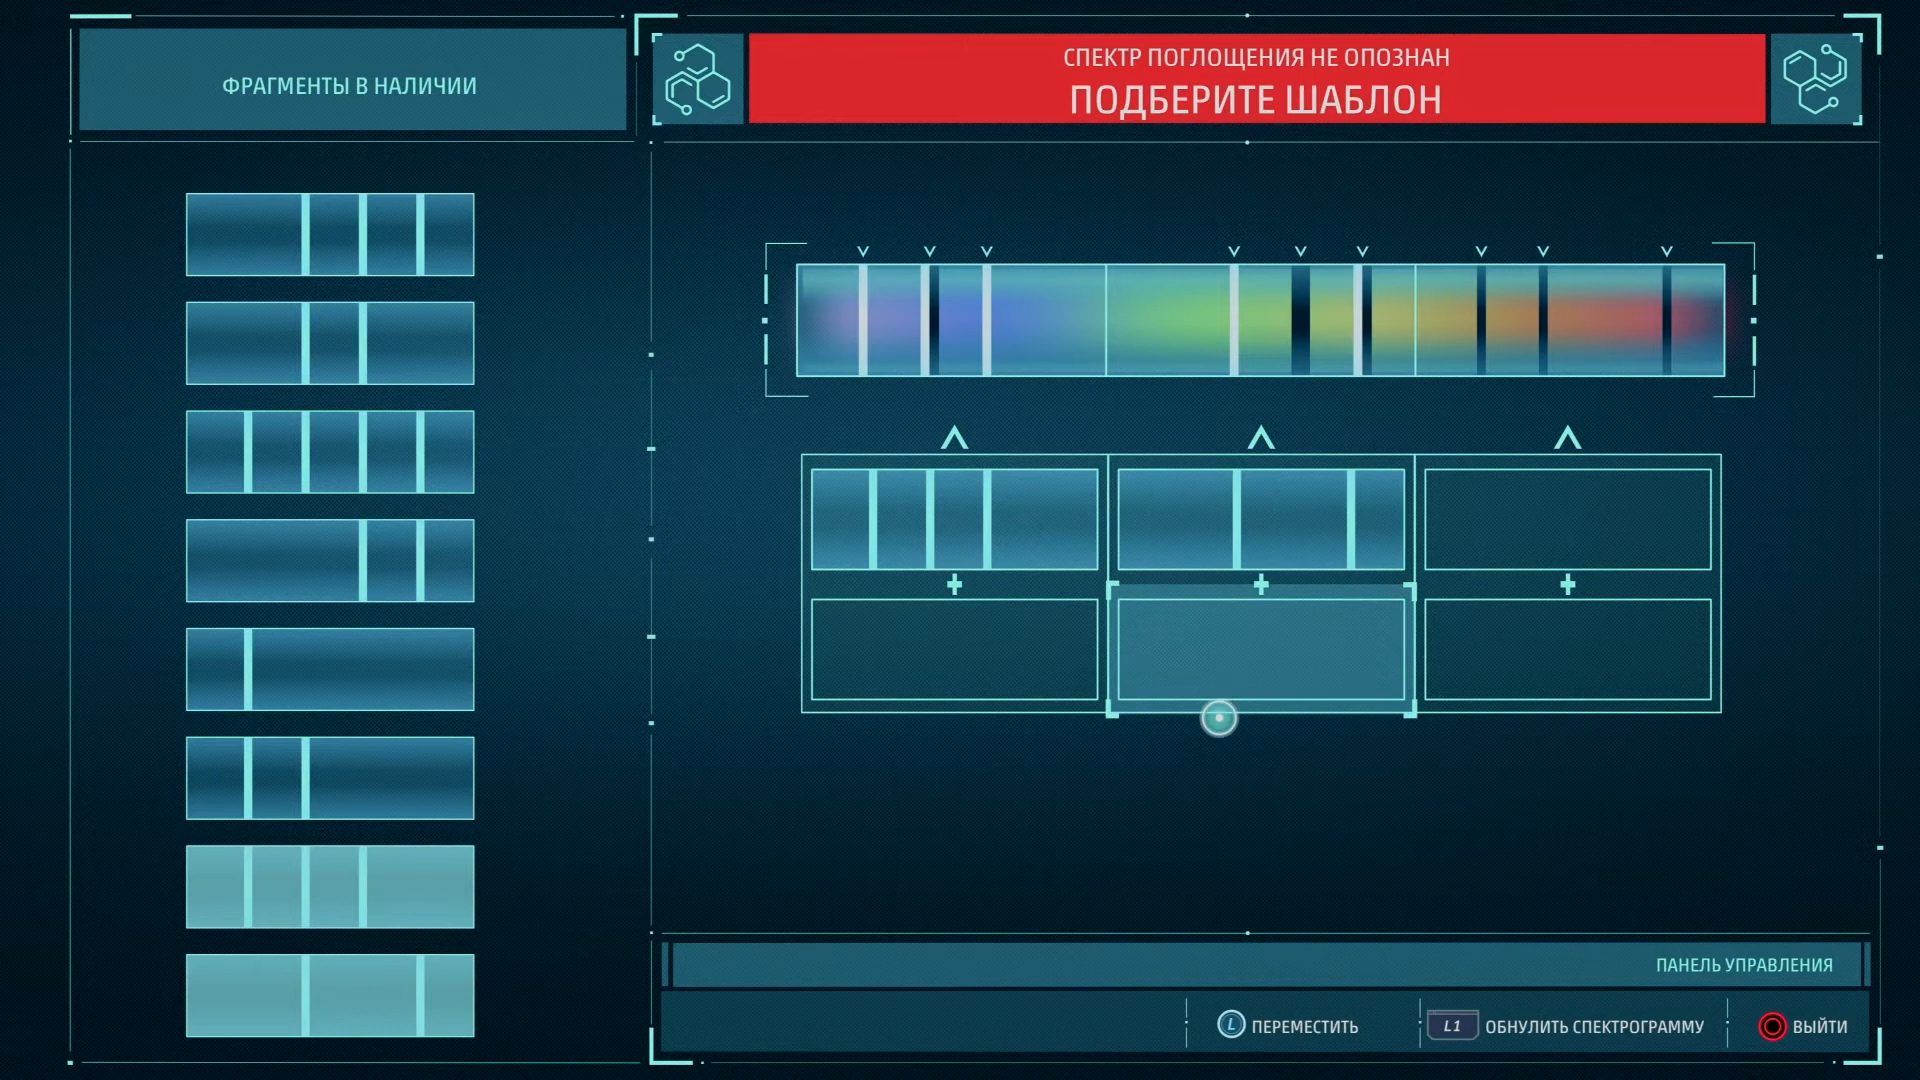 ФРАГМЕНТЫ В НАЛИЧИИ
СПЕКТР ПОГЛОЩЕНИЯ НЕ ОПОЗНАН
ПОДБЕРИТЕ ШАБЛОН
ПАНЕЛЬ УПРАВЛЕНИЯ
L ПЕРЕМЕСТИТЬ
L1 ОБНУЛИТЬ СПЕКТРОГРАММУ
ВЫЙТИ